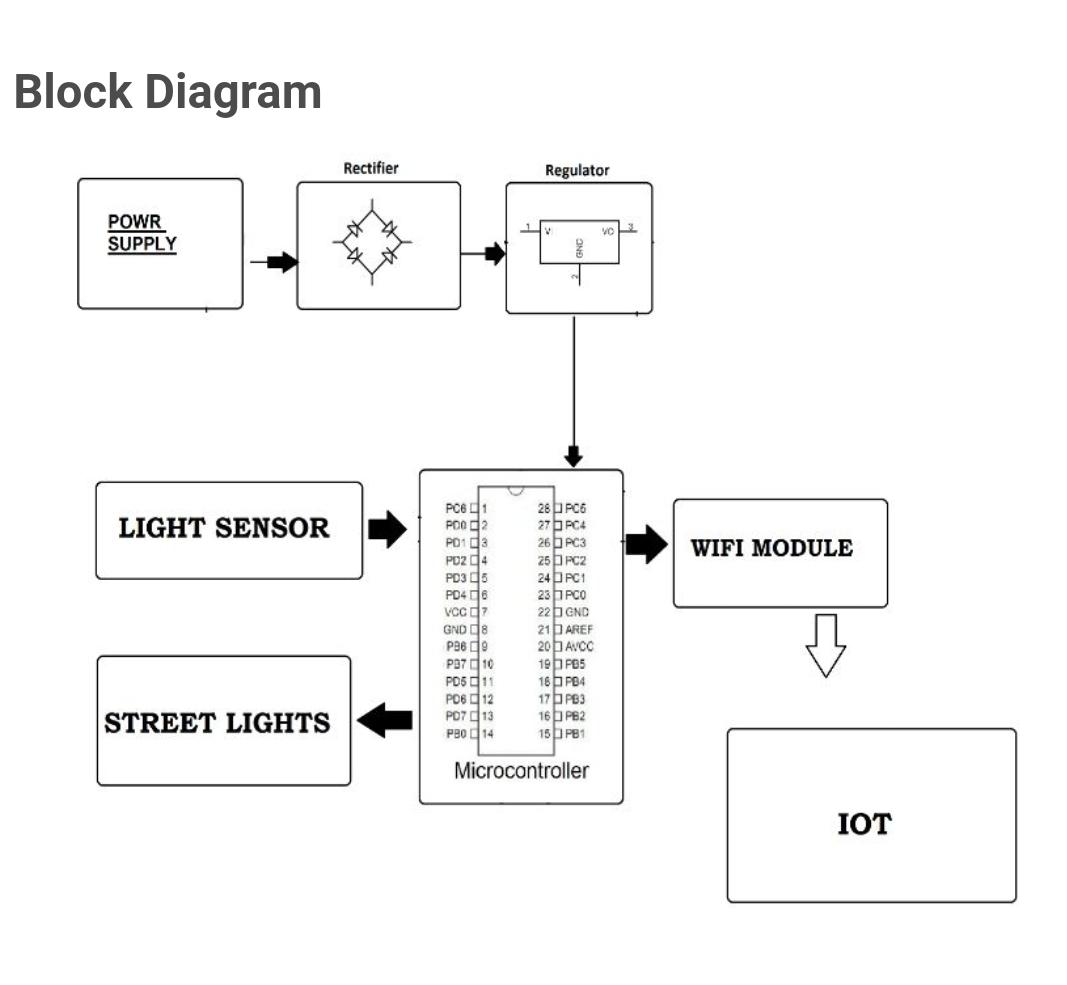 Block Diagram
Rectifier
Regulator
POWR
SUPPLY
1
VI
VO
3
GND
2
LIGHT SENSOR
PC6 1 28 PC5
PD0 2 27 PC4
PD1 3 26 PC3
PD2 4 25 PC2
PD3 5 24 PC1
PD4 6 23 PC0
VCC 7 22 GND
GND 8 21 AREF
PB6 9 20 AVCC
PB7 10 19 PB5
PD5 11 18 PB4
PD6 12 17 PB3
PD7 13 16 PB2
PB0 14 15 PB1
Microcontroller
WIFI MODULE
STREET LIGHTS
IOT